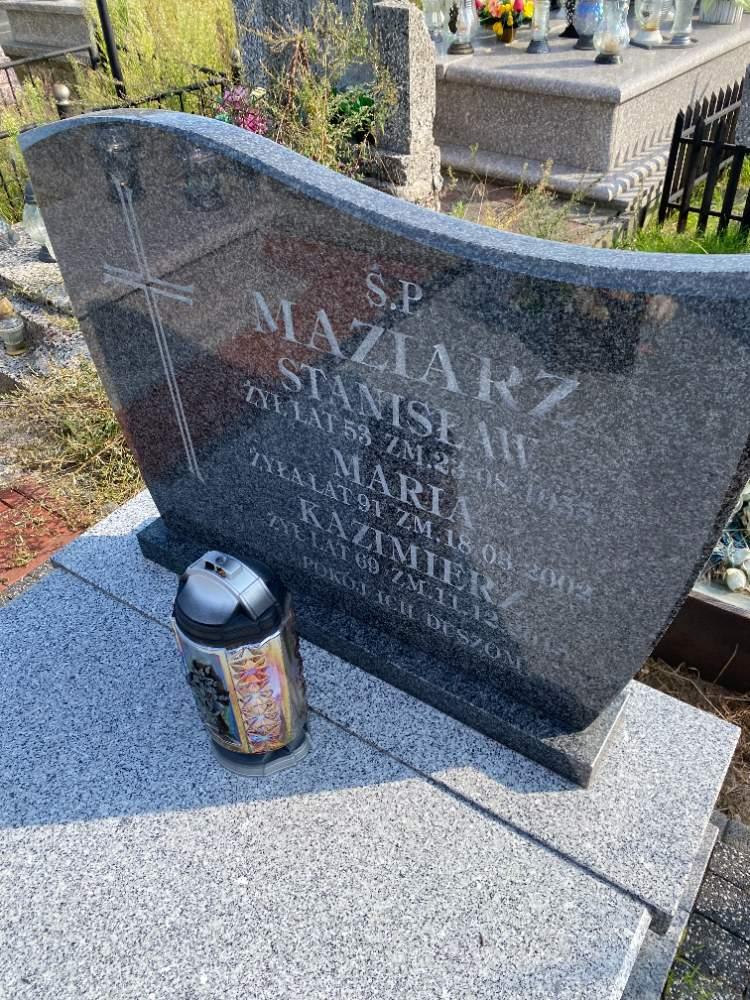 Ś.P
MAZIARZ
STANISŁAW
ŻYŁ LAT 53 ZM.23.08.1955
MARIA
ŻYŁA LAT 91 ZM.18.08.2002
KAZIMIERZ
ŻYŁ LAT 69 ZM.11.12.
POKÓJ ICH DUSZOM